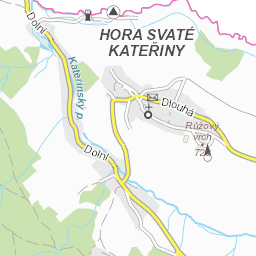 Dolní
HORA SVATÉ
KATEŘINY
Kateřinský p.
Dlouhá
Růžový
vrch
Dolní